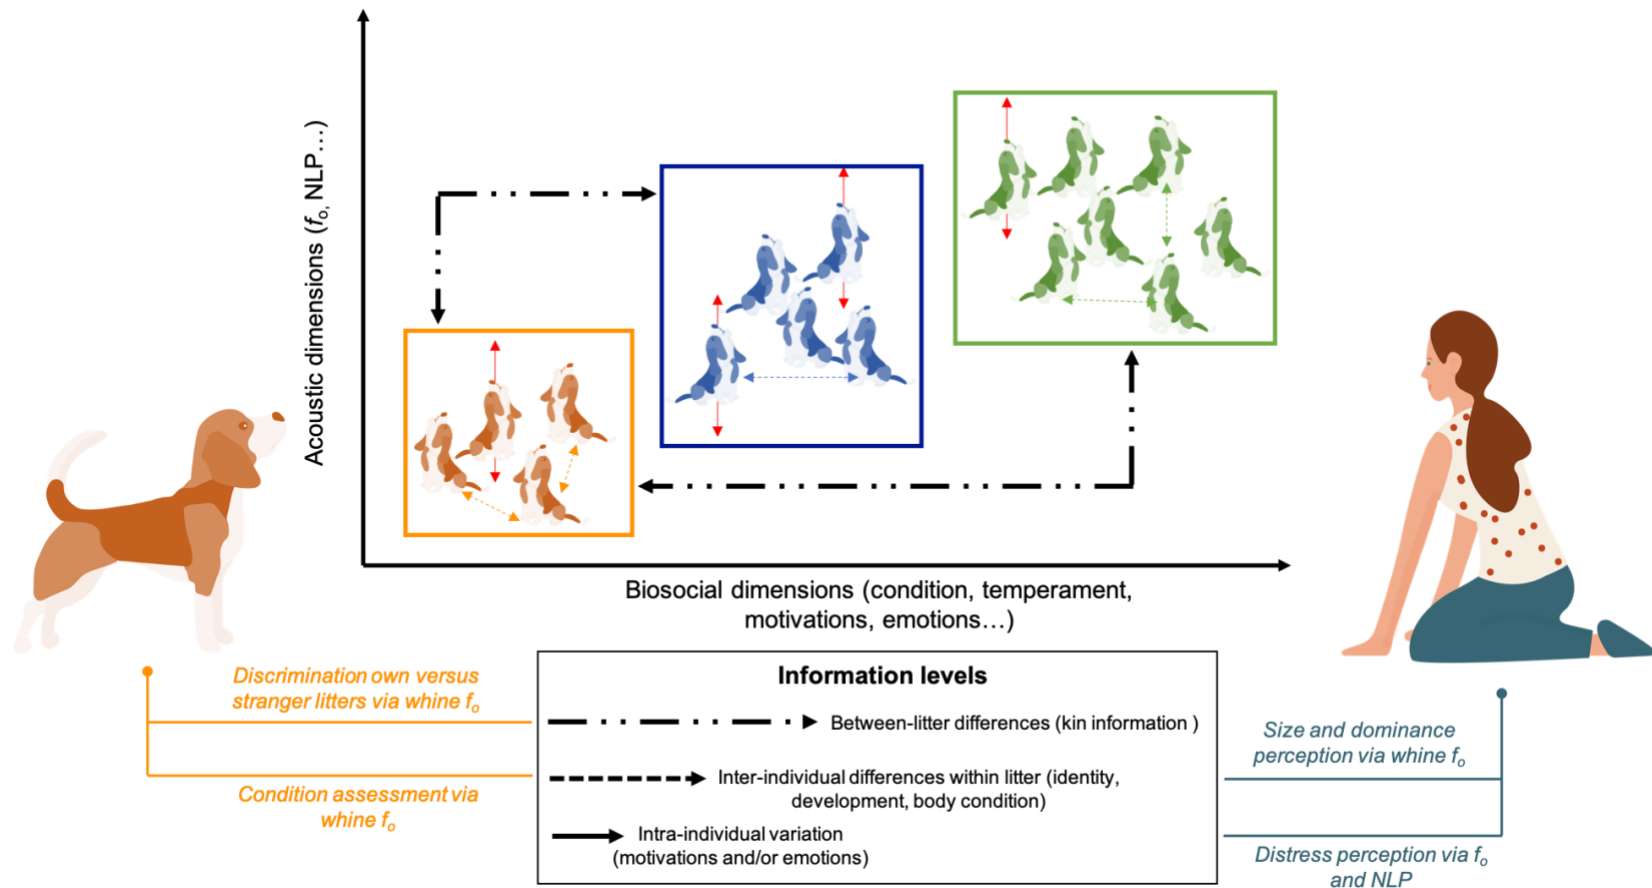 Acoustic dimensions (fo, NLP…)
Biosocial dimensions (condition, temperament,
motivations, emotions…)
Discrimination own versus
stranger litters via whine fo
Condition assessment via
whine fo
Information levels
Between-litter differences (kin information )
Inter-individual differences within litter (identity,
development, body condition)
Intra-individual variation
(motivations and/or emotions)
Size and dominance
perception via whine fo
Distress perception via fo
and NLP